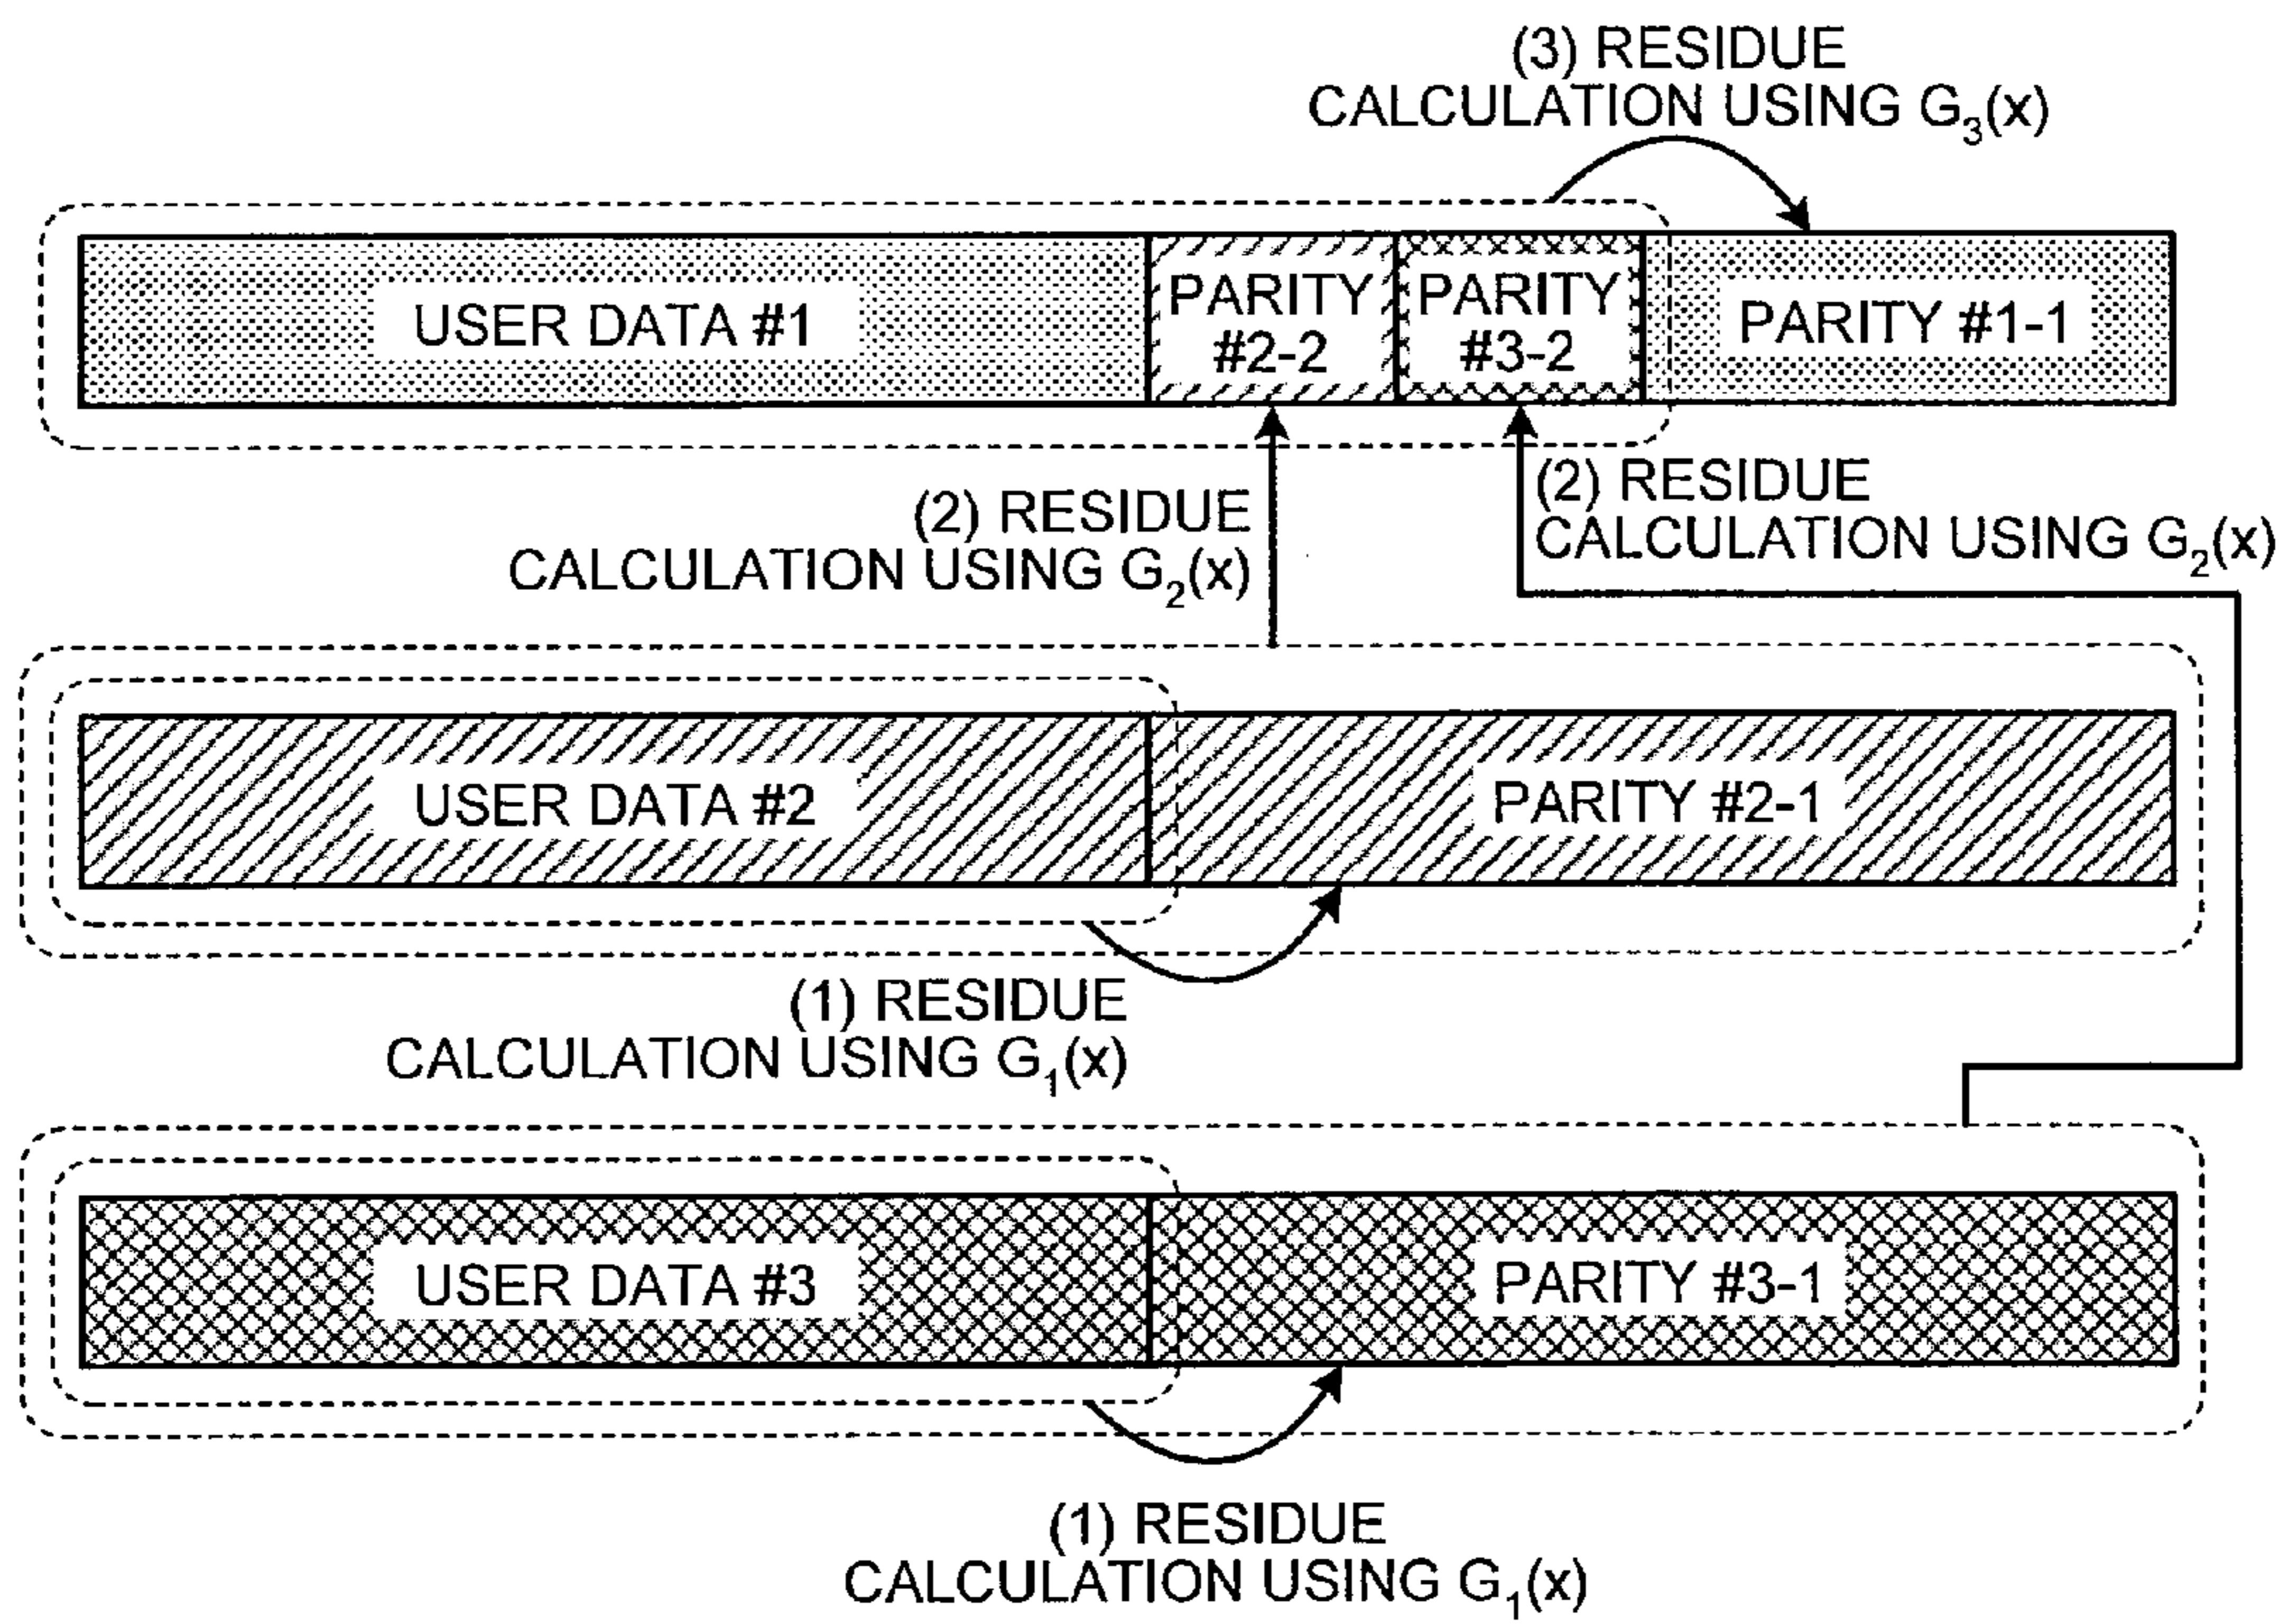 (3) RESIDUE
CALCULATION USING G₃(x)
USER DATA #1
PARITY
#2-2
PARITY
#3-2
PARITY #1-1
(2) RESIDUE
CALCULATION USING G₂(x)
(2) RESIDUE
CALCULATION USING G₂(x)
USER DATA #2
PARITY #2-1
(1) RESIDUE
CALCULATION USING G₁(x)
USER DATA #3
PARITY #3-1
(1) RESIDUE
CALCULATION USING G₁(x)